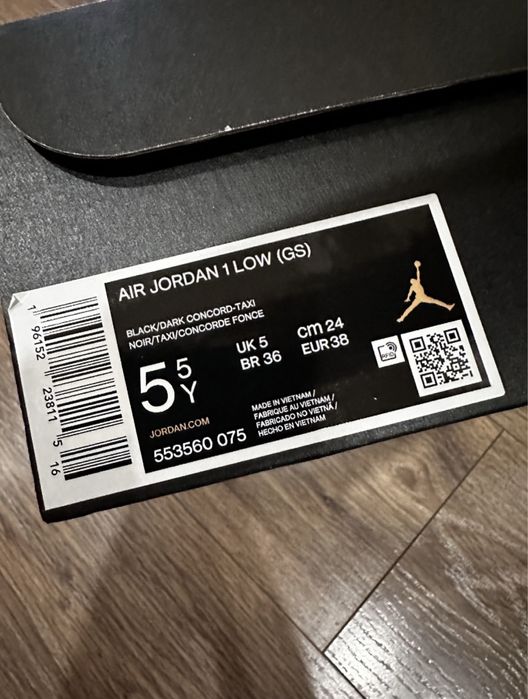 AIR JORDAN 1 LOW (GS)
BLACK/DARK CONCORD-TAXI
NOIR/TAXI/CONCORDE FONCE
5 5 Y
UK 5
BR 36
cm 24
EUR 38
RFID
JORDAN.COM
553560 075
MADE IN VIETNAM /
FABRIQUE AU VIETNAM /
FABRICADO NO VIETNÃ /
HECHO EN VIETNAM
1 96152 23811 5 16